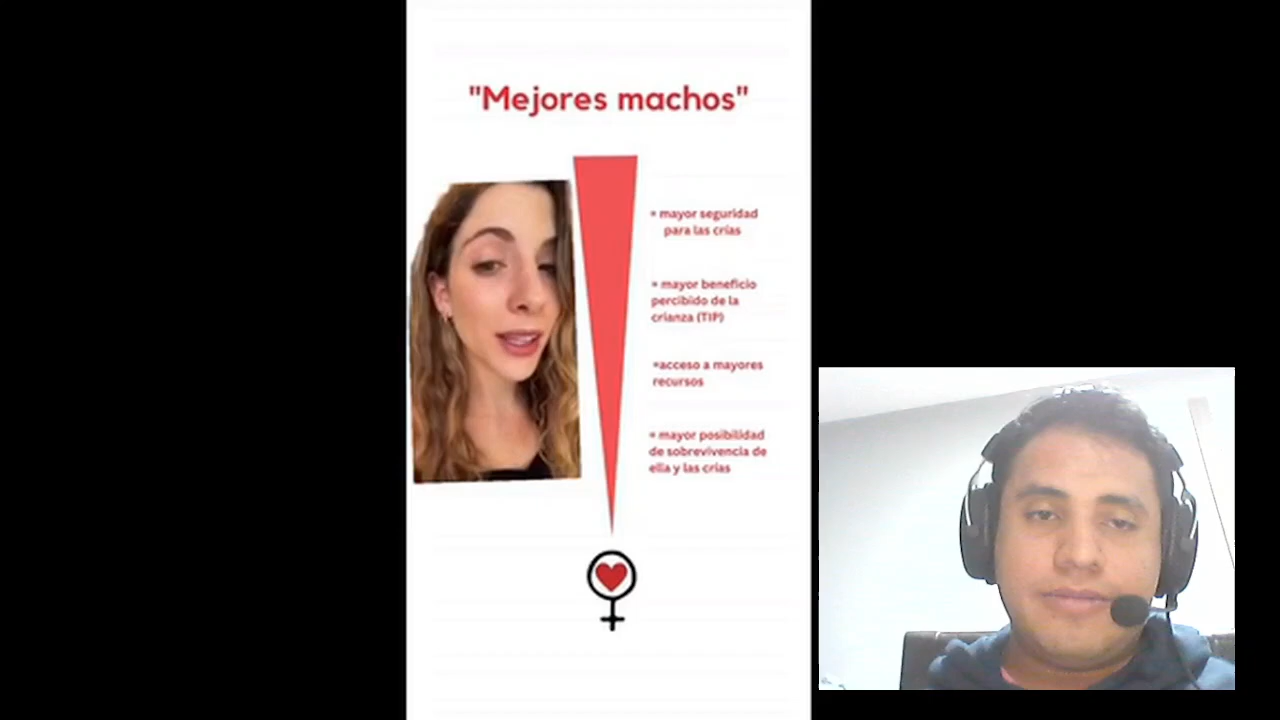 "Mejores machos"
= mayor seguridad
para las crías
= mayor beneficio
percibido de la
crianza (TIP)
=acceso a mayores
recursos
= mayor posibilidad
de sobrevivencia de
ella y las crías